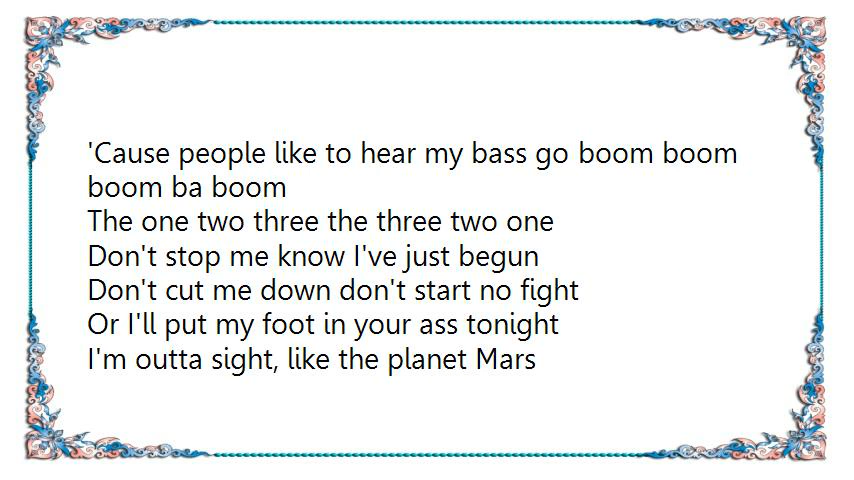 'Cause people like to hear my bass go boom boom
boom ba boom
The one two three the three two one
Don't stop me know I've just begun
Don't cut me down don't start no fight
Or I'll put my foot in your ass tonight
I'm outta sight, like the planet Mars